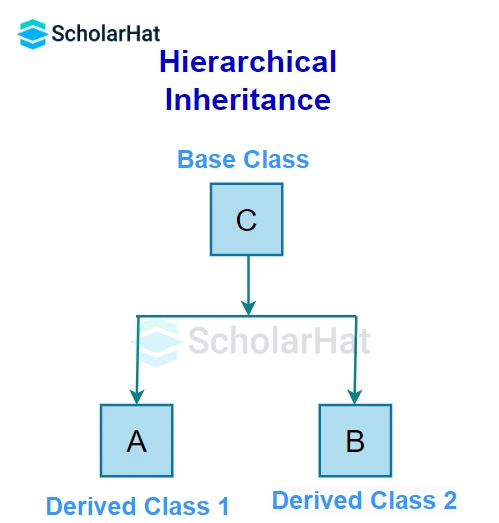 ScholarHat
Hierarchical
Inheritance
Base Class
C
ScholarHat
A
B
Derived Class 1
Derived Class 2